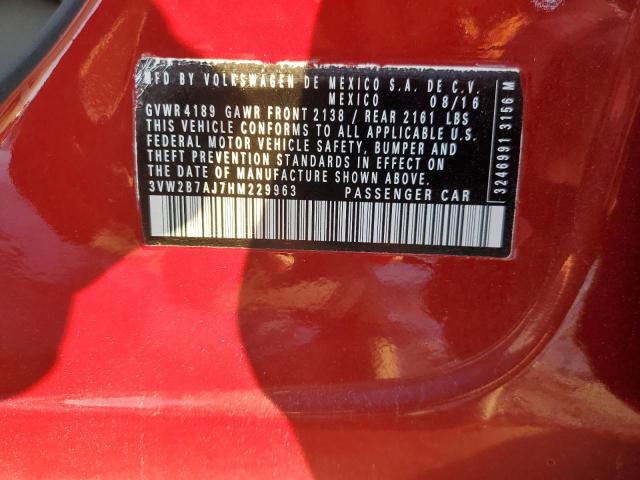 MFD BY VOLKSWAGEN DE MEXICO S.A. DE C.V.
MEXICO 08/16
GVWR 4189 GAWR FRONT 2138 / REAR 2161 LBS
THIS VEHICLE CONFORMS TO ALL APPLICABLE U.S.
FEDERAL MOTOR VEHICLE SAFETY, BUMPER AND
THEFT PREVENTION STANDARDS IN EFFECT ON
THE DATE OF MANUFACTURE SHOWN ABOVE.
3VW2B7AJ7HM229963 PASSENGER CAR
3246991 3156 M